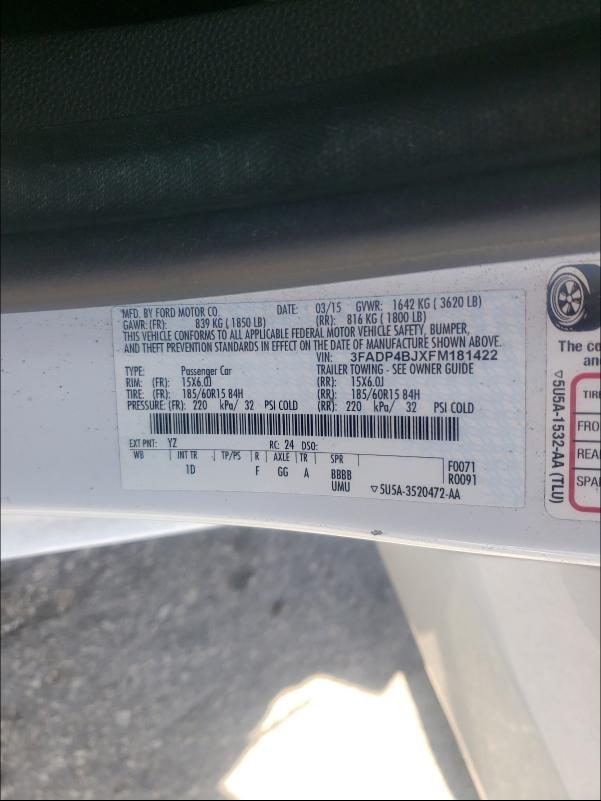 MFD. BY FORD MOTOR CO. DATE: 03/15 GVWR: 1642 KG ( 3620 LB)
GAWR: (FR): 839 KG ( 1850 LB) (RR): 816 KG ( 1800 LB)
THIS VEHICLE CONFORMS TO ALL APPLICABLE FEDERAL MOTOR VEHICLE SAFETY, BUMPER,
AND THEFT PREVENTION STANDARDS IN EFFECT ON THE DATE OF MANUFACTURE SHOWN ABOVE.
VIN: 3FADP4BJXFM181422
TYPE: Passenger Car TRAILER TOWING - SEE OWNER GUIDE
RIM: (FR): 15X6.0J (RR): 15X6.0J
TIRE: (FR): 185/60R15 84H (RR): 185/60R15 84H
PRESSURE: (FR): 220 kPa/ 32 PSI COLD (RR): 220 kPa/ 32 PSI COLD
EXT PNT: YZ RC: 24 DSO:
WB INT TR TP/PS R AXLE TR SPR F0071
1D F GG A BBBB R0091
UMU ▽5U5A-3520472-AA
▽5U5A-1532-AA (TLU)
The co
an
TIR
FRO
REA
SPA